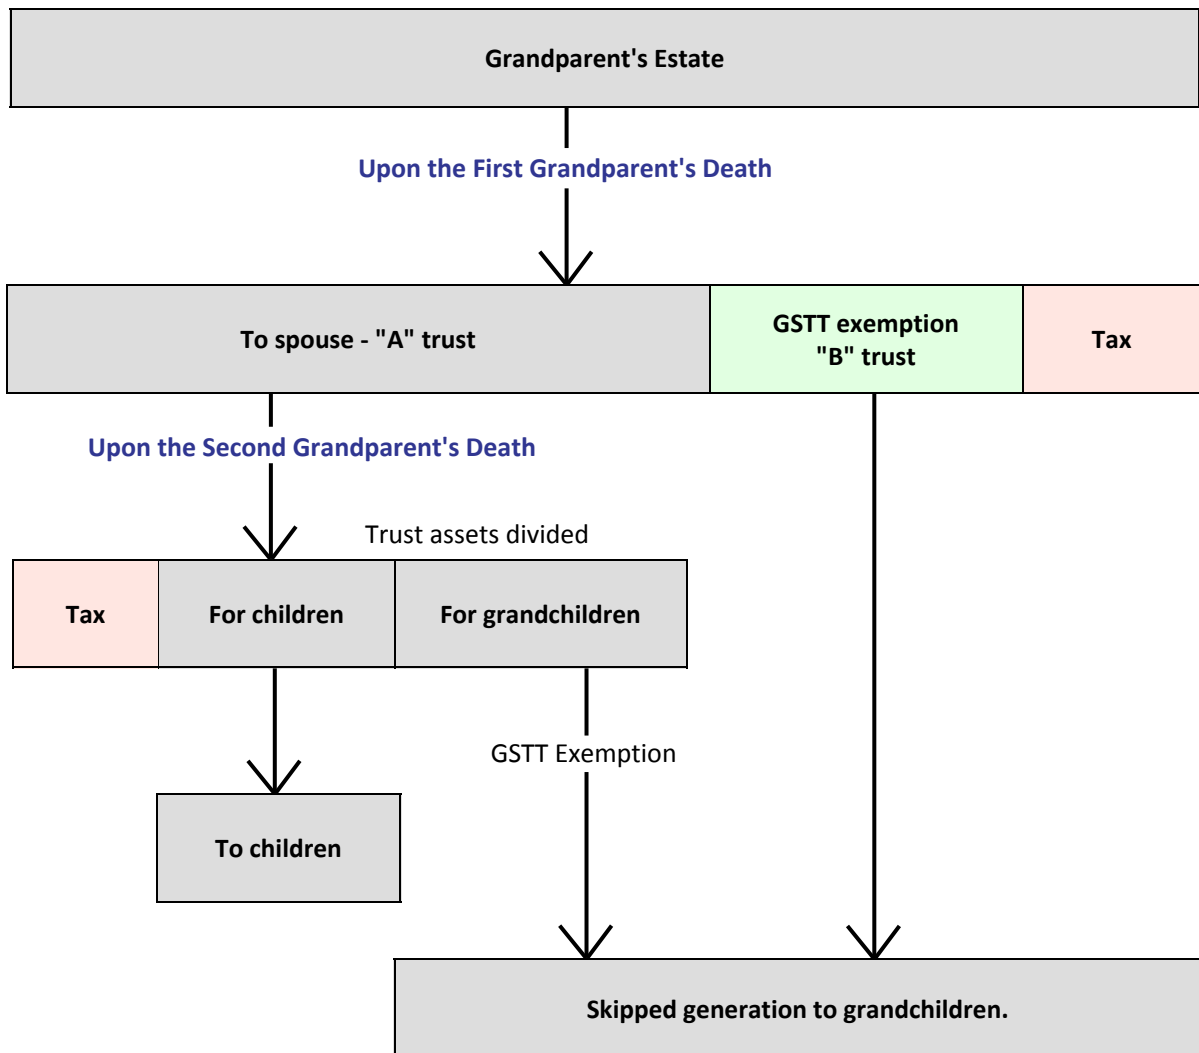 Grandparent's Estate
Upon the First Grandparent's Death
To spouse - "A" trust
GSTT exemption
"B" trust
Tax
Upon the Second Grandparent's Death
Trust assets divided
Tax
For children
For grandchildren
GSTT Exemption
To children
Skipped generation to grandchildren.